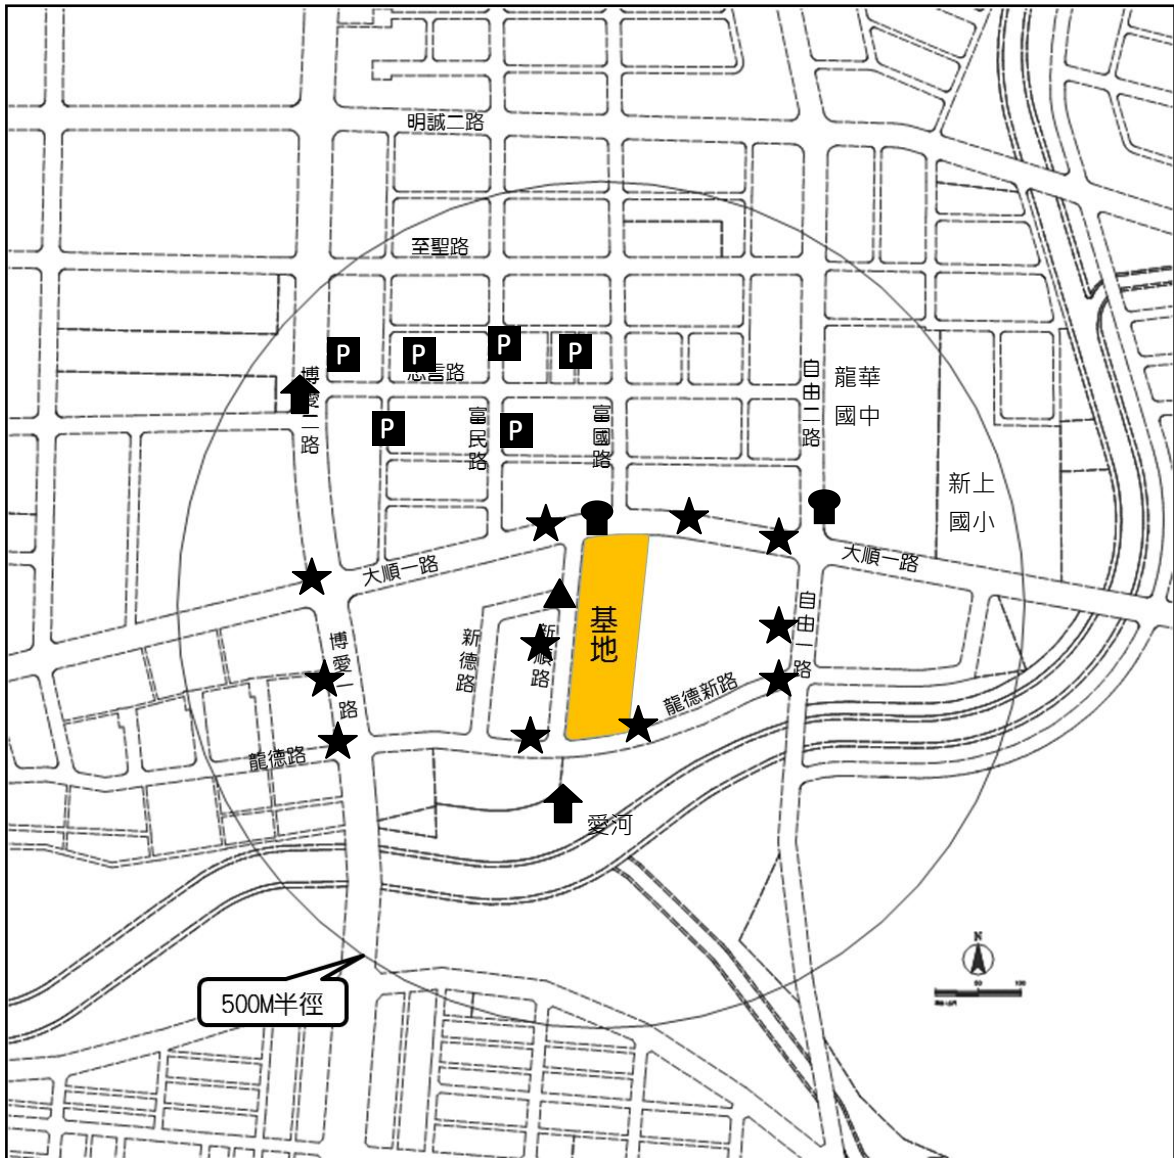 明誠二路
至聖路
P
P
P
P
博愛二路
自由二路
龍華
國中
P
P
富民路
富國路
新上
國小
大順一路
大順一路
基地
自由一路
新德路
新順路
博愛一路
龍德新路
龍德路
愛河
N
500M半徑
50
100